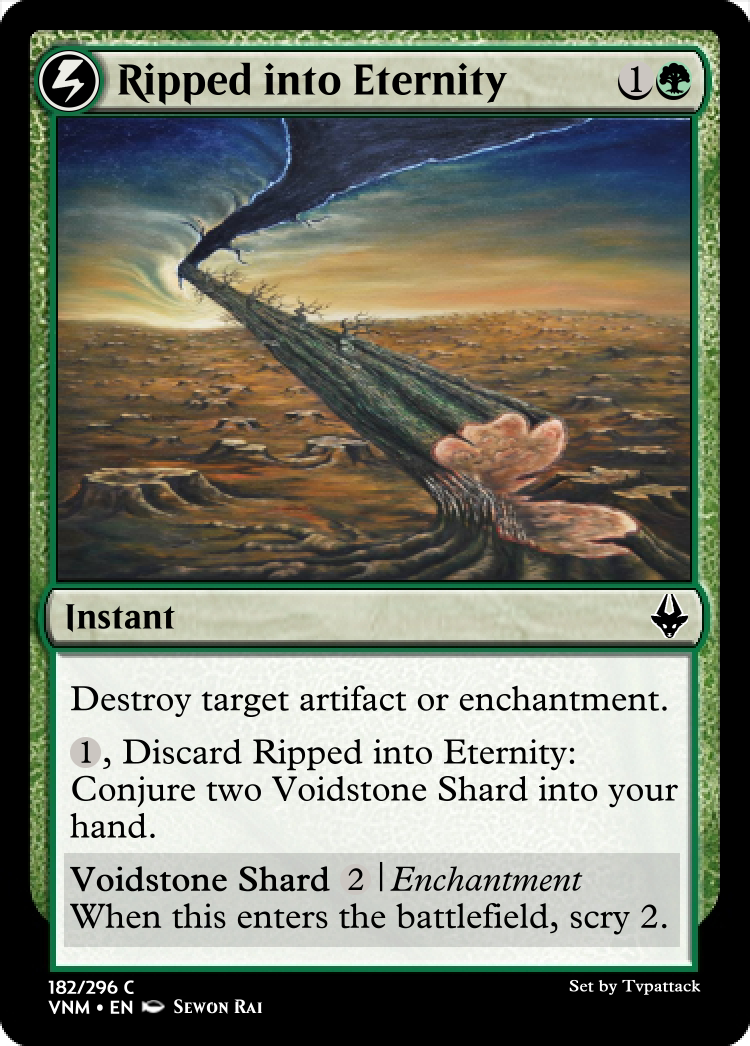 Ripped into Eternity 1
Instant
Destroy target artifact or enchantment.
1, Discard Ripped into Eternity:
Conjure two Voidstone Shard into your
hand.
Voidstone Shard 2 | Enchantment
When this enters the battlefield, scry 2.
182/296 C
VNM • EN Sewon Rai
Set by Tvpattack